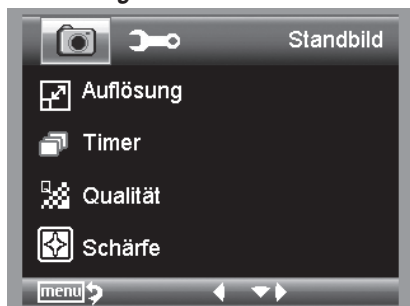 Standbild
Auflösung
Timer
Qualität
Schärfe
menu